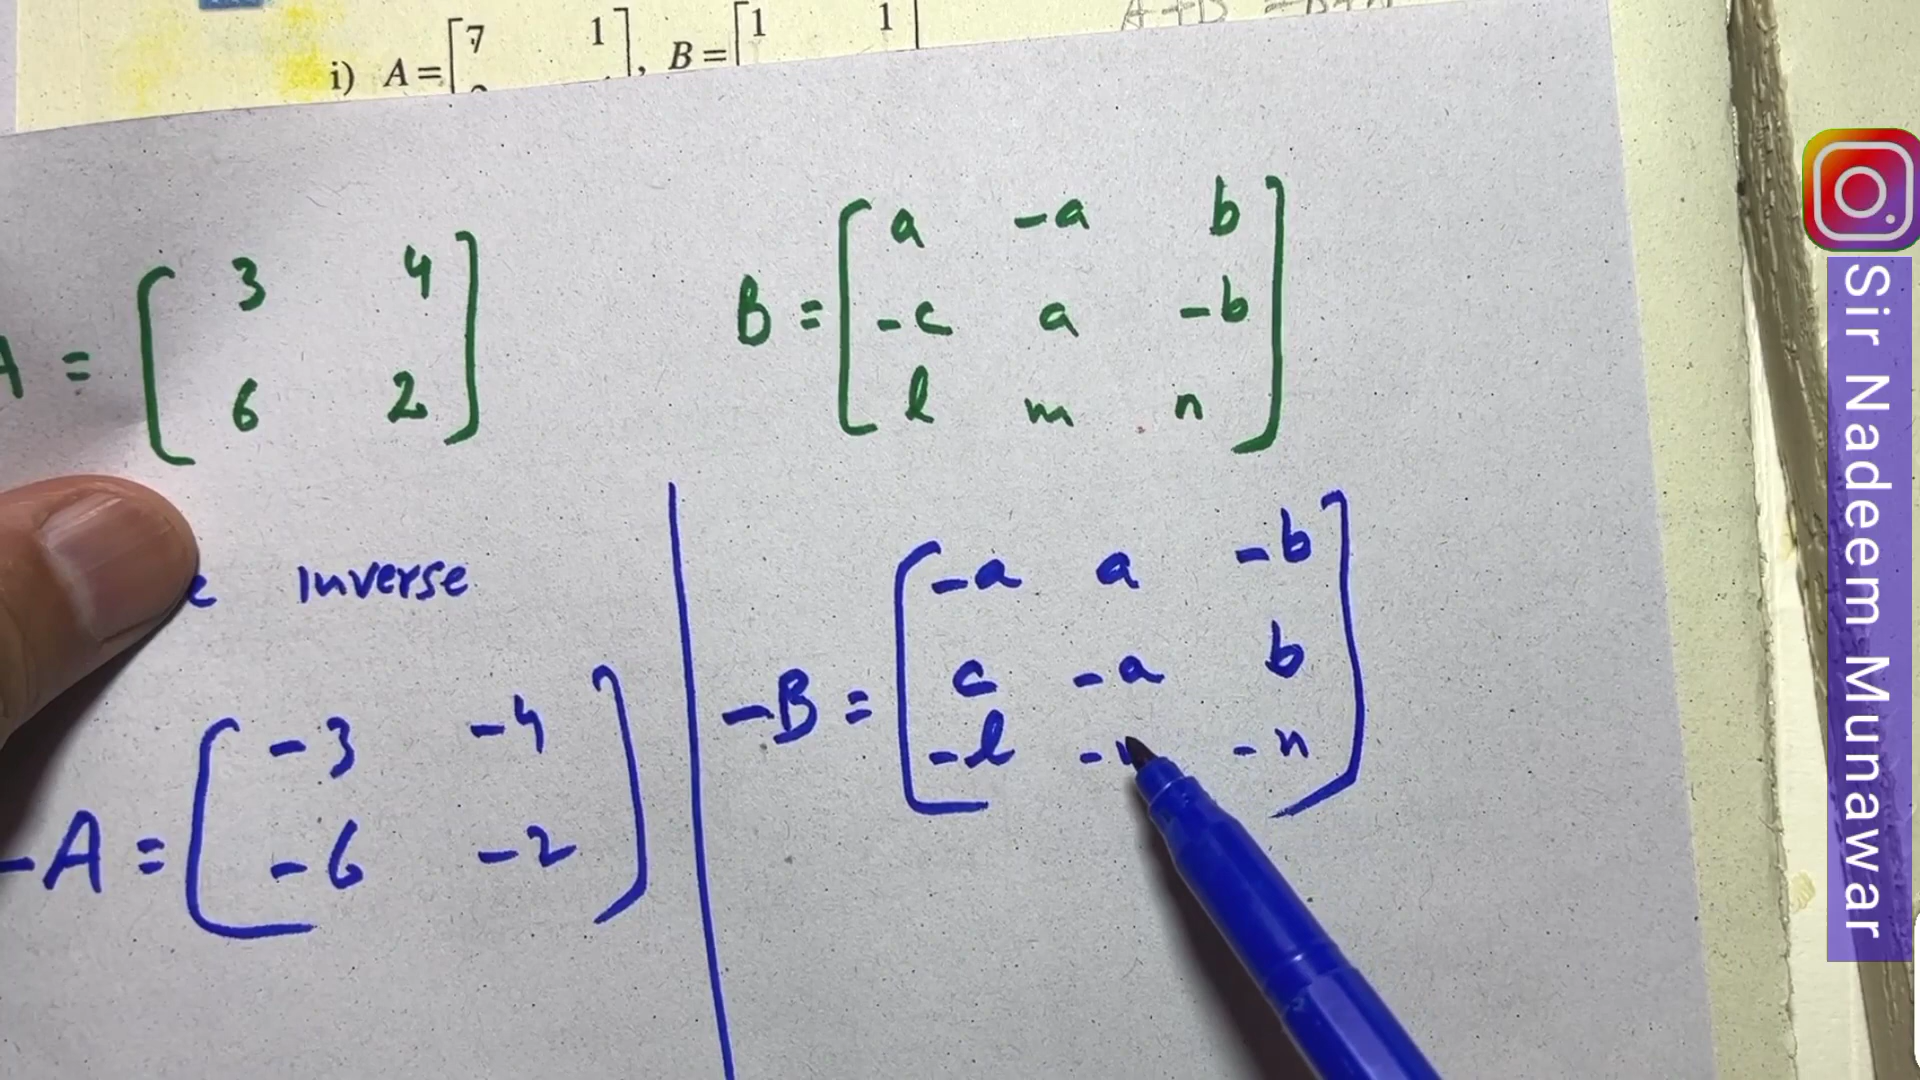 i) A = [7 1], B = [1 1
A + B = B + A
A = [3 4
6 2]
B = [a -a b
-c a -b
l m n]
inverse
-A = [-3 -4
-6 -2]
-B = [-a a -b
c -a b
-l - -n]
Sir Nadeem Munawar